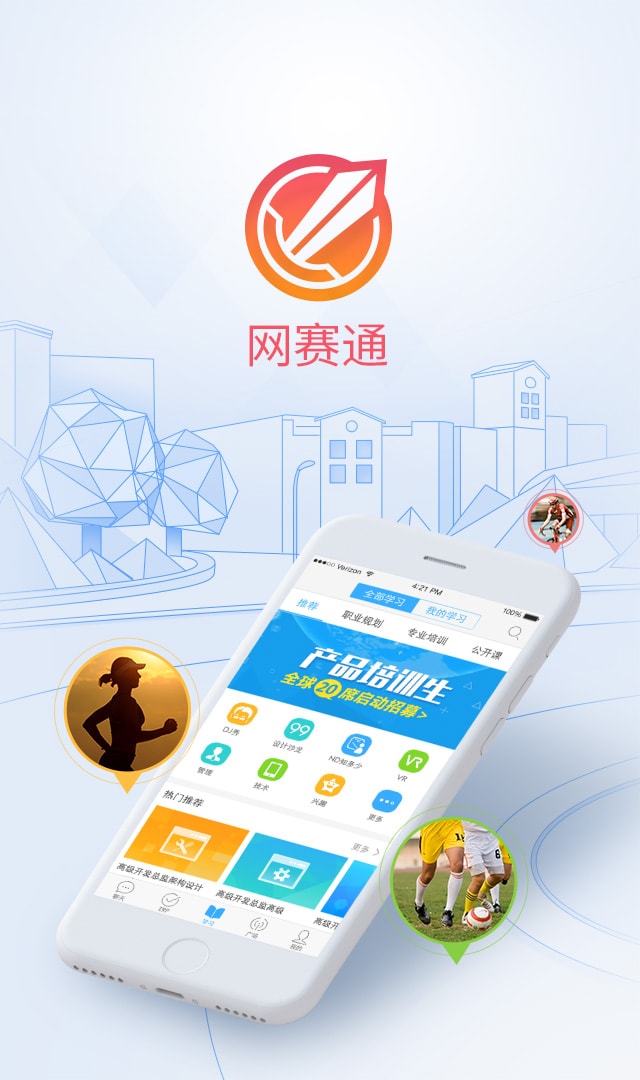 网赛通
Verizon
4:21 PM
100%
全部学习 我的学习
推荐 职业规划 专业培训 公开课
产品培训生
全球20席启动招募>
DJ秀 设计沙龙 ND知多少 VR
管理 技术 兴趣 更多
热门推荐 更多
高级开发总监架构设计 高级开发总监高级 高级开
聊天 ERP 学习 广场 我的